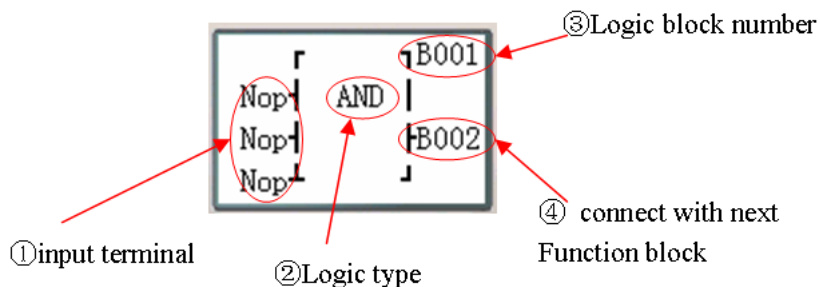 ③Logic block number
B001
Nop AND
Nop B002
Nop
④ connect with next
Function block
①input terminal
②Logic type